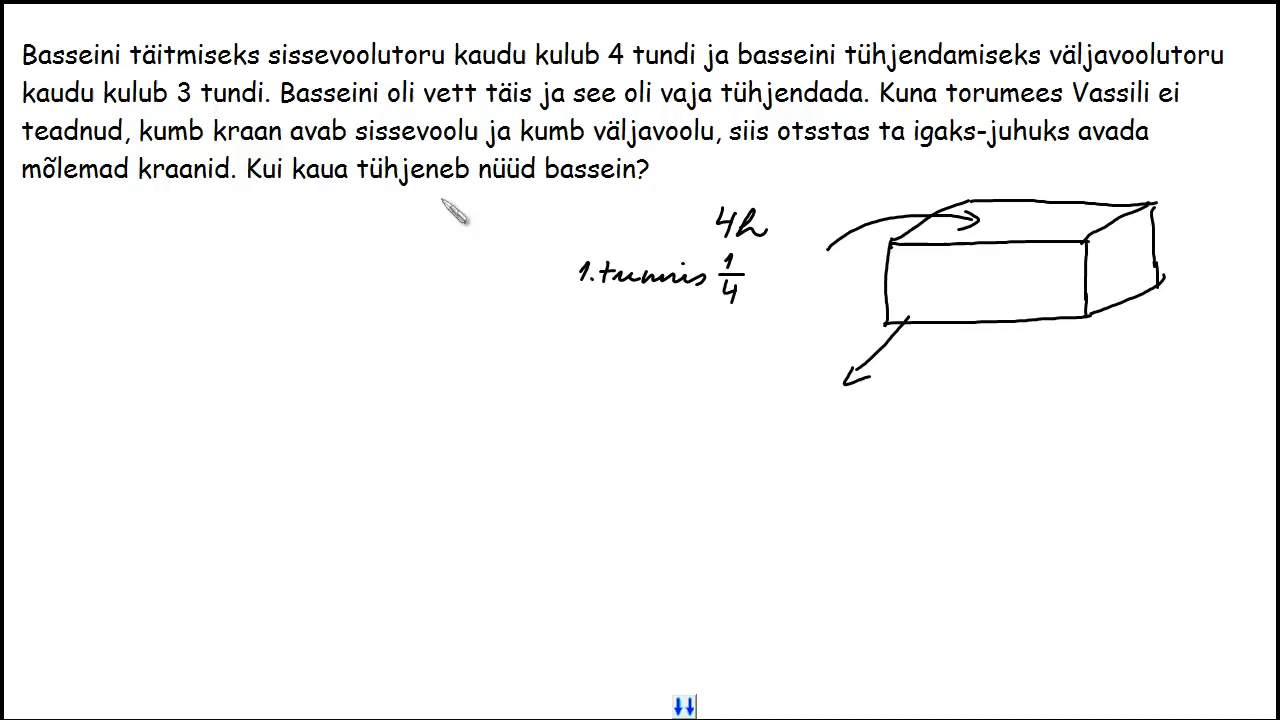 Basseini täitmiseks sissevoolutoru kaudu kulub 4 tundi ja basseini tühjendamiseks väljavoolutoru
kaudu kulub 3 tundi. Basseini oli vett täis ja see oli vaja tühjendada. Kuna torumees Vassili ei
teadnud, kumb kraan avab sissevoolu ja kumb väljavoolu, siis otsstas ta igaks-juhuks avada
mõlemad kraanid. Kui kaua tühjeneb nüüd bassein?
4h
1. tunnis 1/4